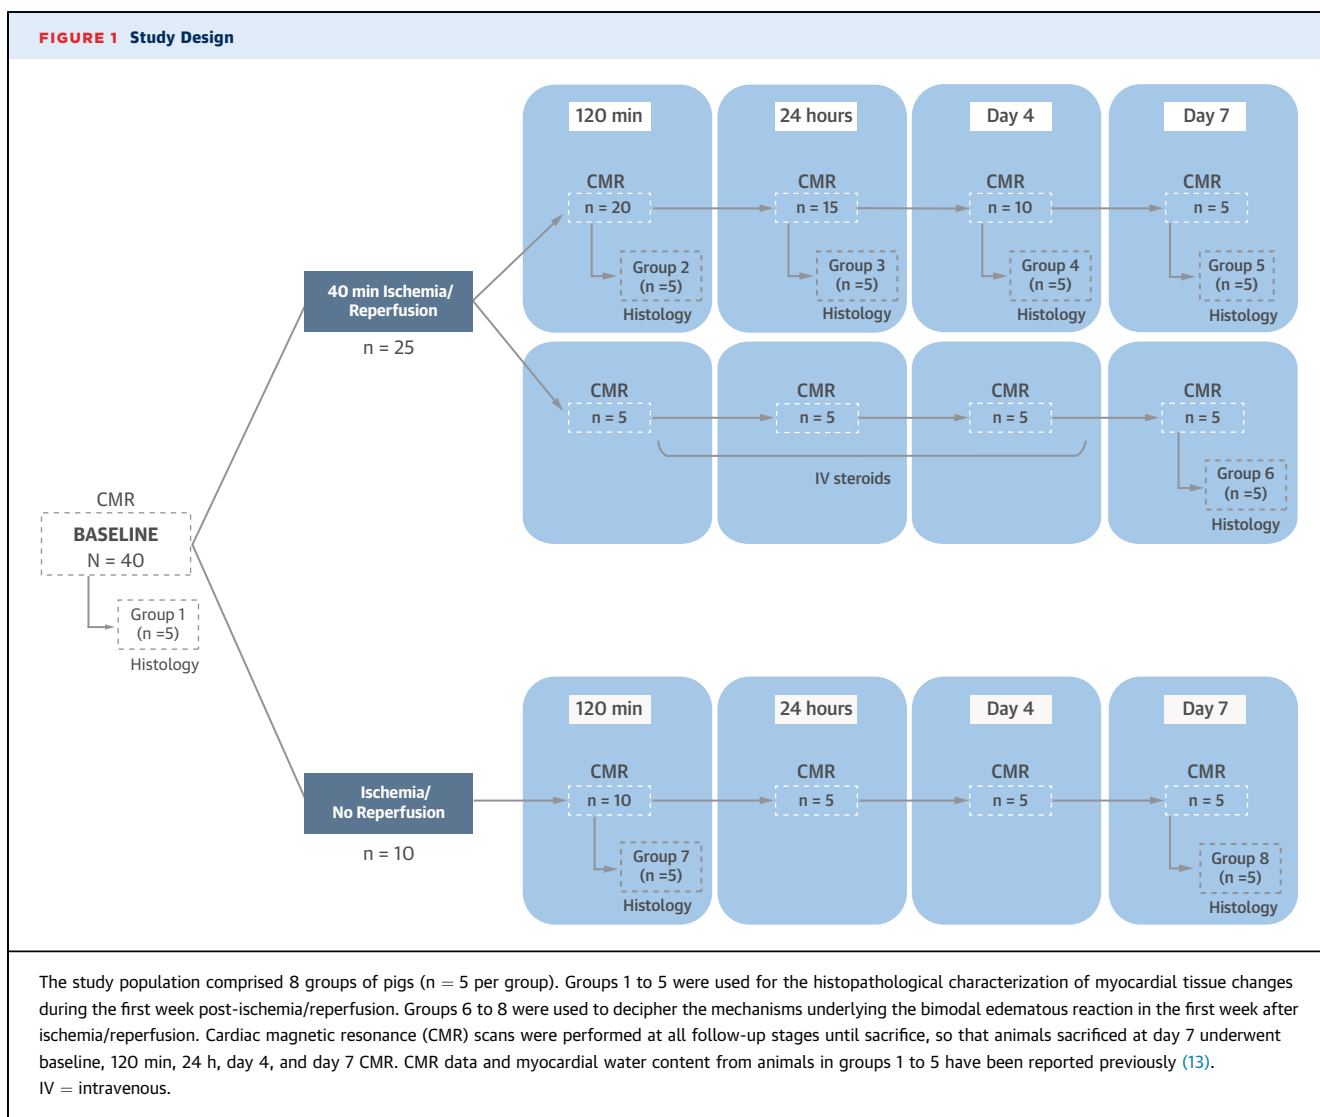 FIGURE 1 Study Design
120 min
24 hours
Day 4
Day 7
CMR
CMR
CMR
CMR
n = 20
n = 15
n = 10
n = 5
Group 2
(n =5)
Histology
Group 3
(n =5)
Histology
Group 4
(n =5)
Histology
Group 5
(n =5)
Histology
40 min Ischemia/
Reperfusion
n = 25
CMR
CMR
CMR
CMR
n = 5
n = 5
n = 5
n = 5
IV steroids
Group 6
(n =5)
Histology
CMR
BASELINE
N = 40
Group 1
(n =5)
Histology
120 min
24 hours
Day 4
Day 7
Ischemia/
No Reperfusion
n = 10
CMR
CMR
CMR
CMR
n = 10
n = 5
n = 5
n = 5
Group 7
(n =5)
Histology
Group 8
(n =5)
Histology
The study population comprised 8 groups of pigs (n = 5 per group). Groups 1 to 5 were used for the histopathological characterization of myocardial tissue changes
during the first week post-ischemia/reperfusion. Groups 6 to 8 were used to decipher the mechanisms underlying the bimodal edematous reaction in the first week after
ischemia/reperfusion. Cardiac magnetic resonance (CMR) scans were performed at all follow-up stages until sacrifice, so that animals sacrificed at day 7 underwent
baseline, 120 min, 24 h, day 4, and day 7 CMR. CMR data and myocardial water content from animals in groups 1 to 5 have been reported previously (13).
IV = intravenous.